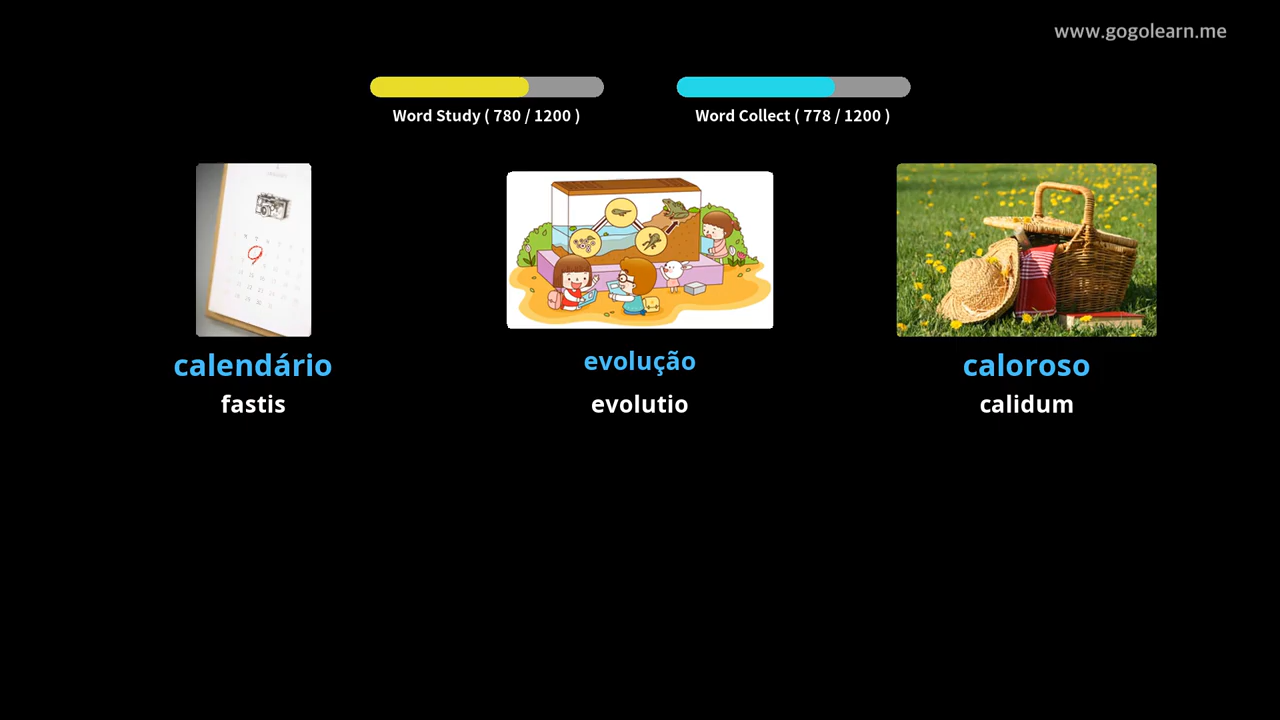 www.gogolearn.me
Word Study ( 780 / 1200 )
Word Collect ( 778 / 1200 )
calendário
evolução
caloroso
fastis
evolutio
calidum